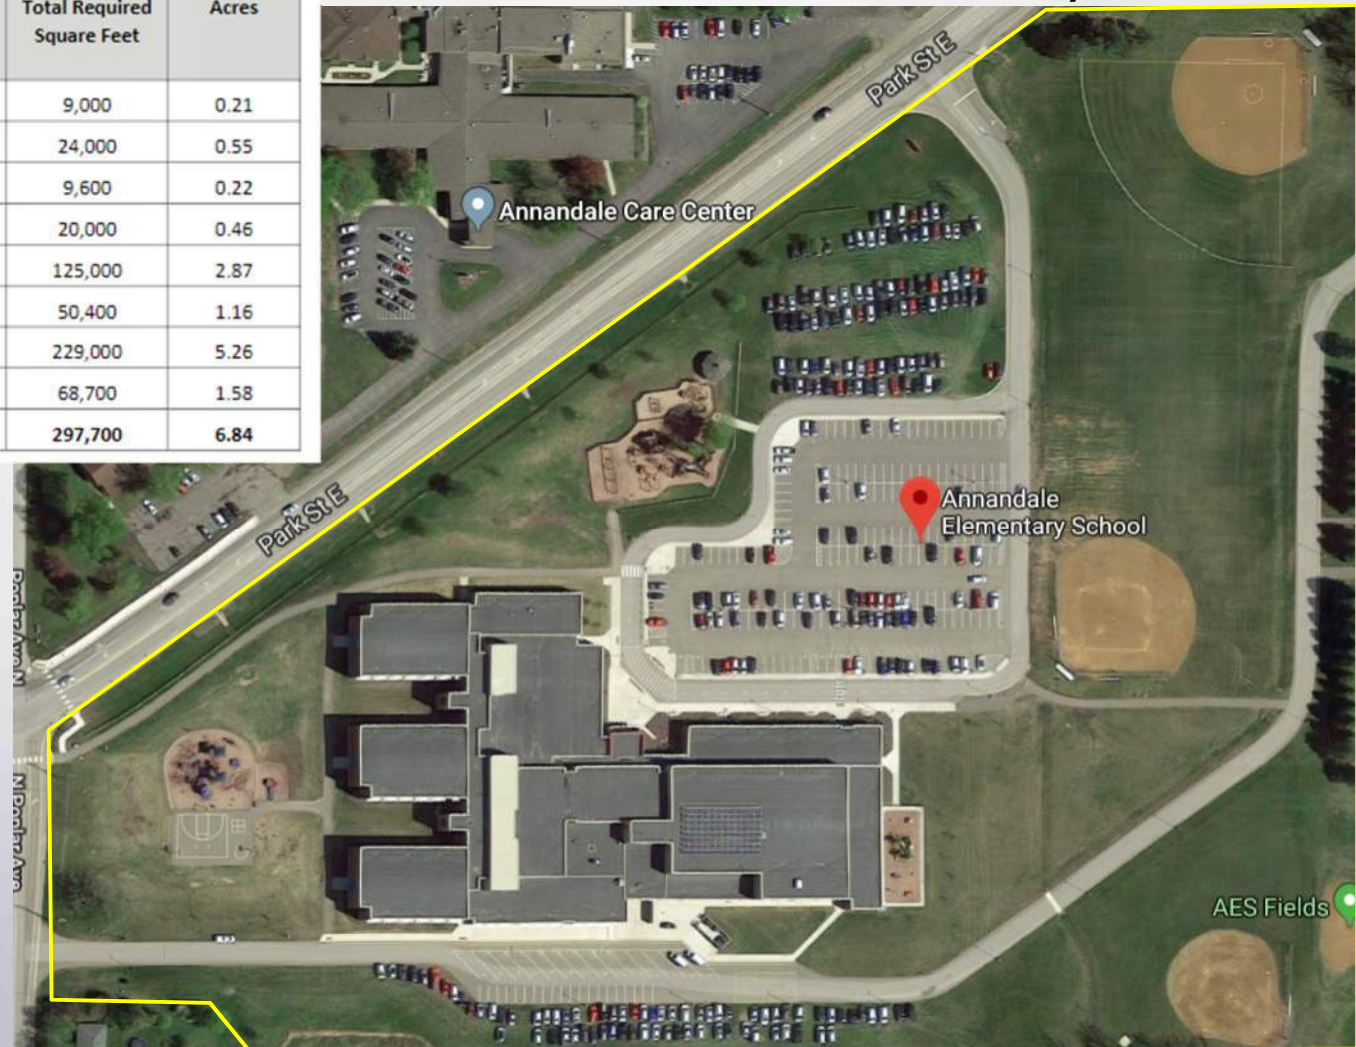 Total Required Acres
Square Feet
9,000 0.21
24,000 0.55
9,600 0.22
20,000 0.46
125,000 2.87
50,400 1.16
229,000 5.26
68,700 1.58
297,700 6.84
Park St E
Annandale Care Center
Annandale
Elementary School
Park St E
AES Fields